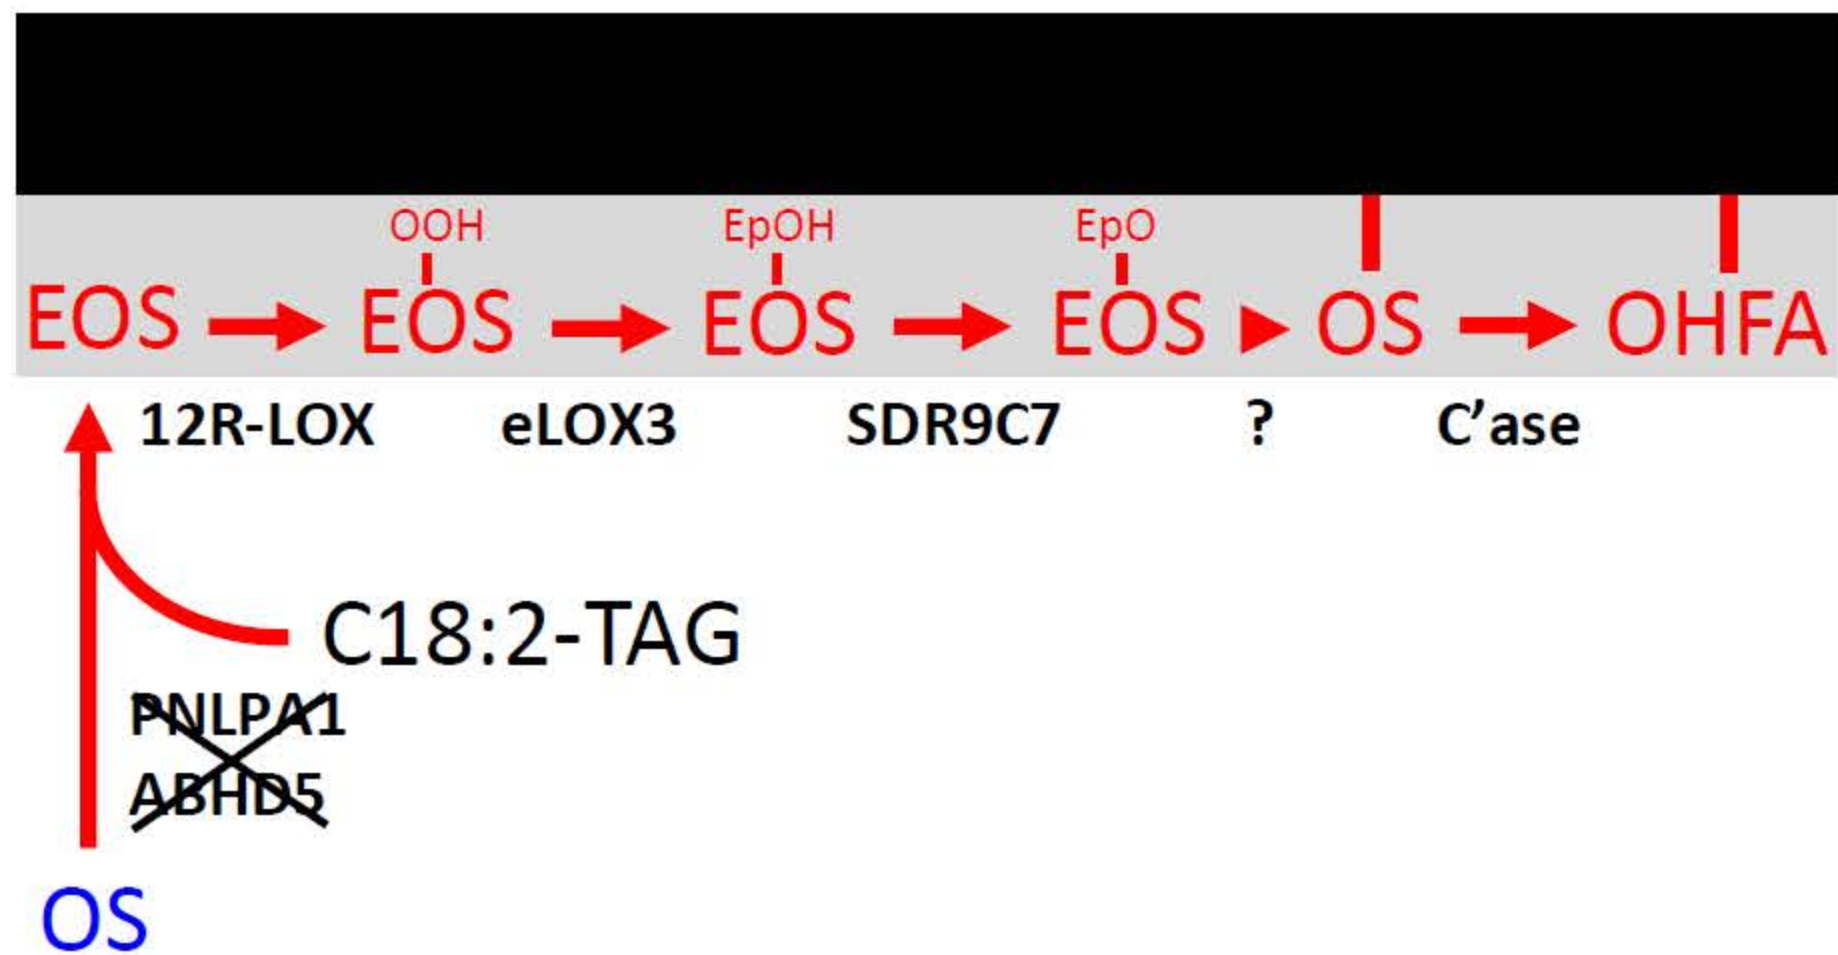 OOH EpOH EpO
EOS EOS EOS EOS OS OHFA
12R-LOX eLOX3 SDR9C7 ? C'ase
C18:2-TAG
PNLPA1
ABHD5
OS